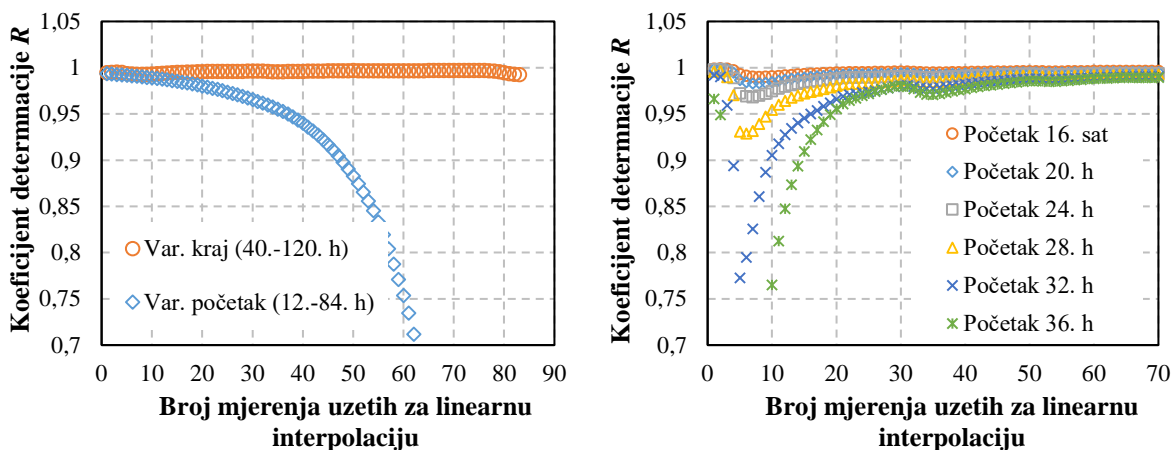 Koeficijent determnacije R
1,05
1
0,95
0,9
0,85
0,8
0,75
0,7
0 10 20 30 40 50 60 70 80 90
Var. kraj (40.-120. h)
Var. početak (12.-84. h)
Broj mjerenja uzetih za linearnu
interpolaciju
Koeficijent determnacije R
1,05
1
0,95
0,9
0,85
0,8
0,75
0,7
0 10 20 30 40 50 60 70
Početak 16. sat
Početak 20. h
Početak 24. h
Početak 28. h
Početak 32. h
Početak 36. h
Broj mjerenja uzetih za linearnu
interpolaciju